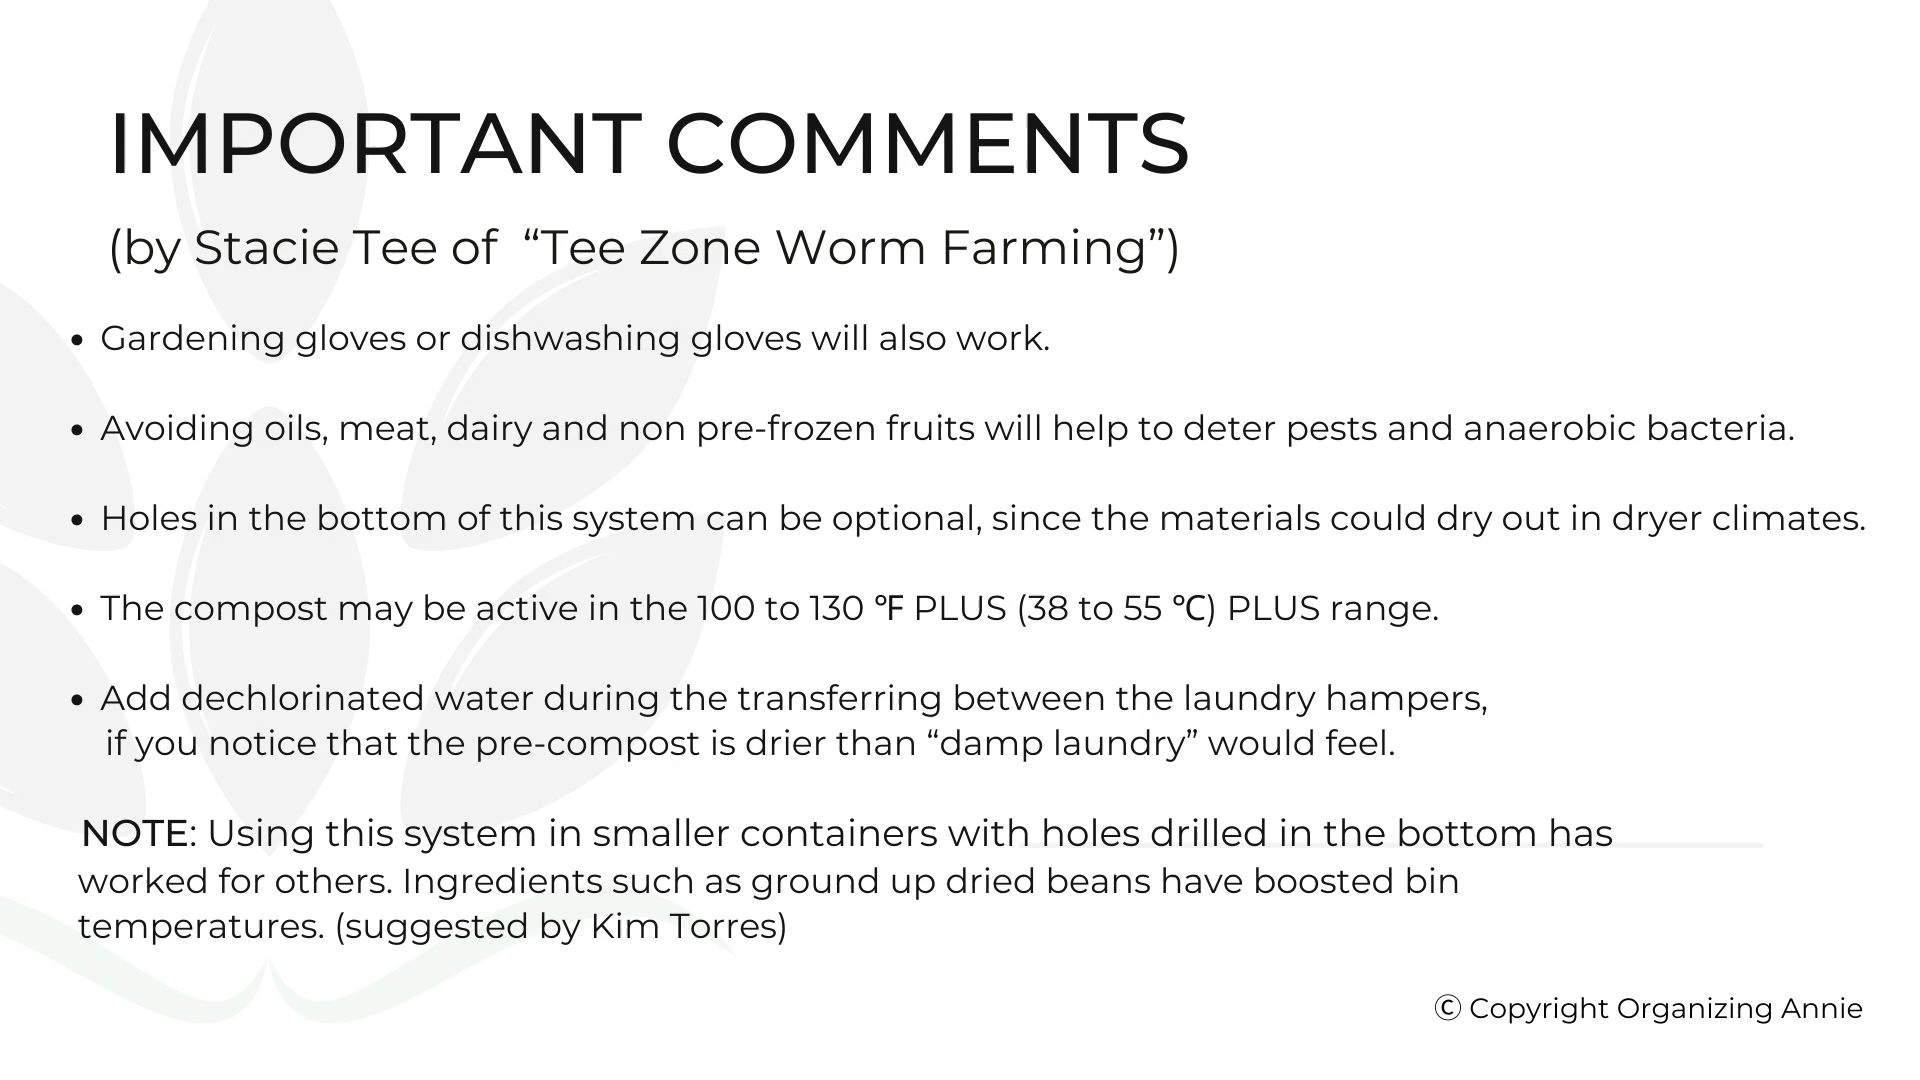 IMPORTANT COMMENTS
(by Stacie Tee of “Tee Zone Worm Farming”)
• Gardening gloves or dishwashing gloves will also work.
• Avoiding oils, meat, dairy and non pre-frozen fruits will help to deter pests and anaerobic bacteria.
• Holes in the bottom of this system can be optional, since the materials could dry out in dryer climates.
• The compost may be active in the 100 to 130 ℉ PLUS (38 to 55 ℃) PLUS range.
• Add dechlorinated water during the transferring between the laundry hampers,
if you notice that the pre-compost is drier than “damp laundry” would feel.
NOTE: Using this system in smaller containers with holes drilled in the bottom has
worked for others. Ingredients such as ground up dried beans have boosted bin
temperatures. (suggested by Kim Torres)
© Copyright Organizing Annie